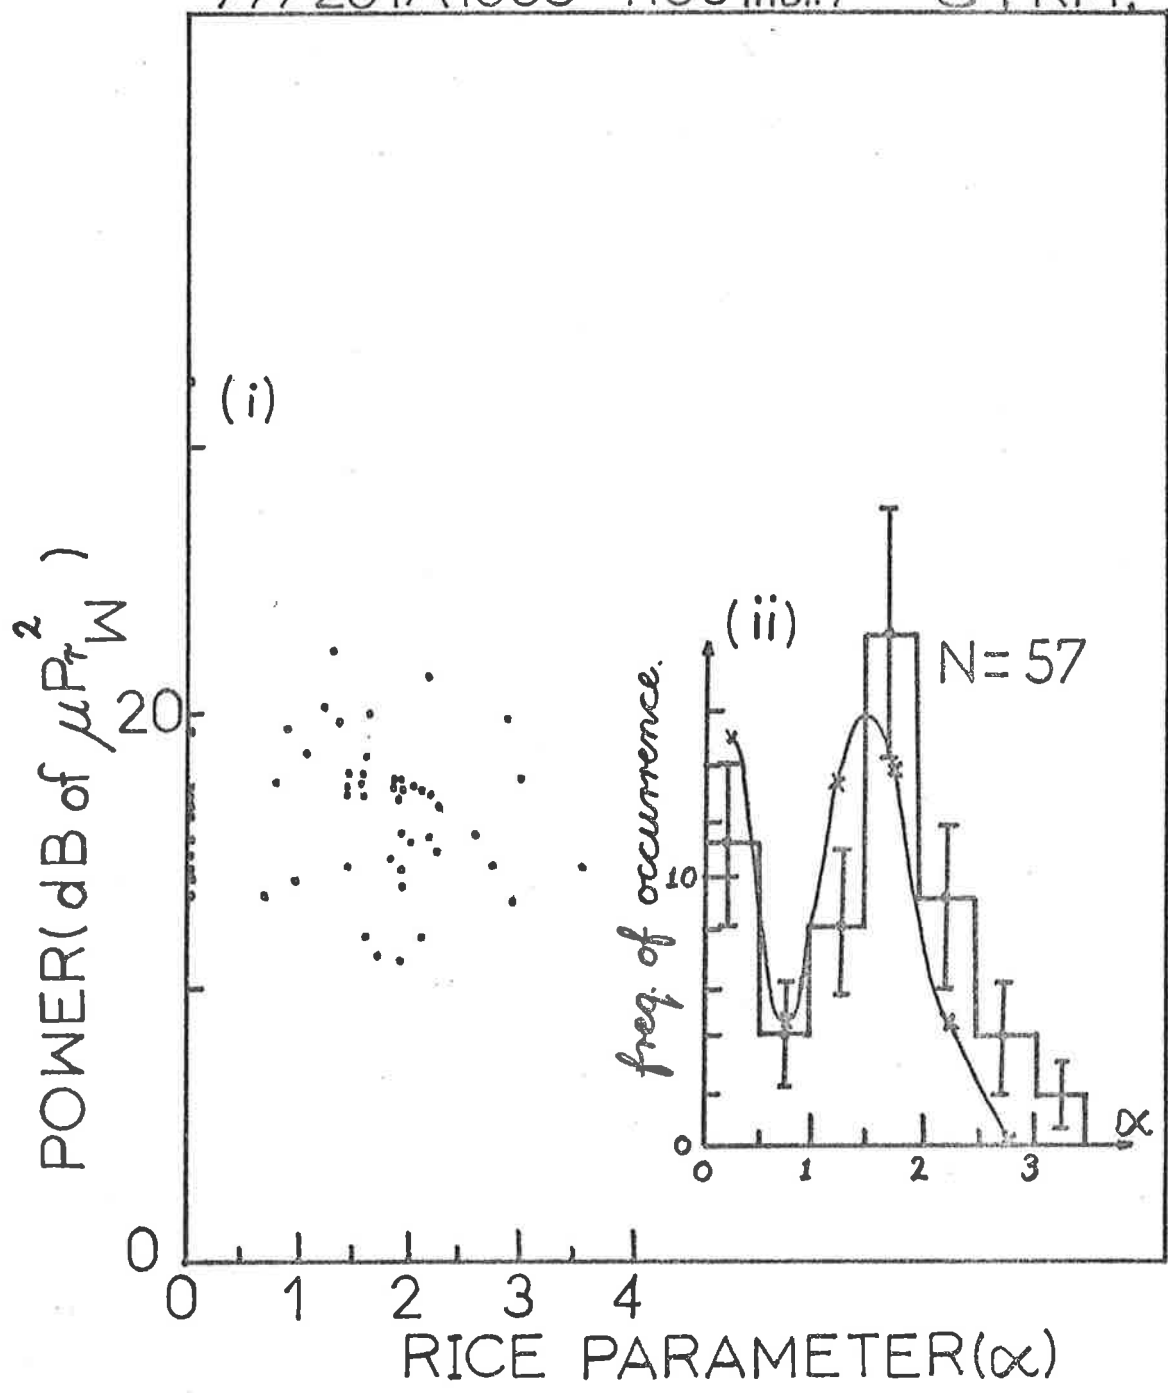 (i)
(ii)
N=57
freq. of occurrence.
10
0
0 1 2 3
α
POWER(dB of μPτ²W)
20
0
0 1 2 3 4
RICE PARAMETER(α)